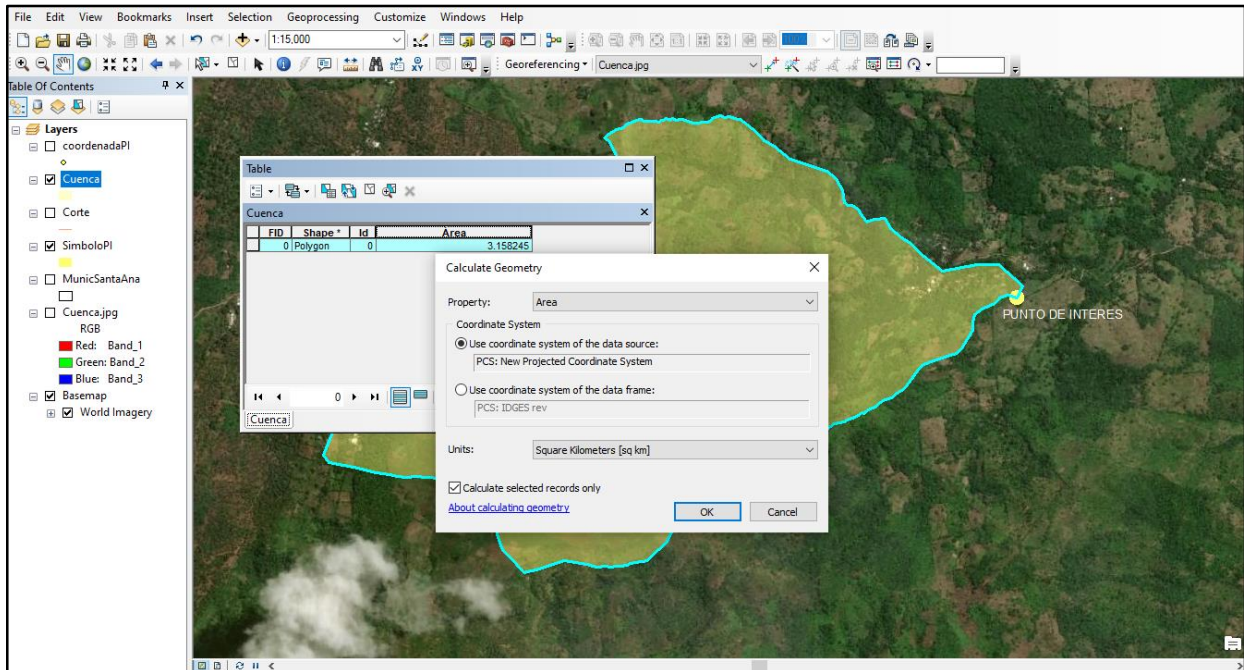 File Edit View Bookmarks Insert Selection Geoprocessing Customize Windows Help
1:15,000
Georeferencing Cuenca.jpg
Table Of Contents
Layers
coordenadaPI
Cuenca
Corte
SimboloPI
MunicSantaAna
Cuenca.jpg
RGB
Red: Band_1
Green: Band_2
Blue: Band_3
Basemap
World Imagery
Table
Cuenca
FID Shape * Id Área
0 Polygon 0 3.158245
0
Cuenca
Calculate Geometry
Property: Area
Coordinate System
Use coordinate system of the data source:
PCS: New Projected Coordinate System
Use coordinate system of the data frame:
PCS: IDGES rev
Units: Square Kilometers [sq km]
Calculate selected records only
About calculating geometry
OK Cancel
PUNTO DE INTERES